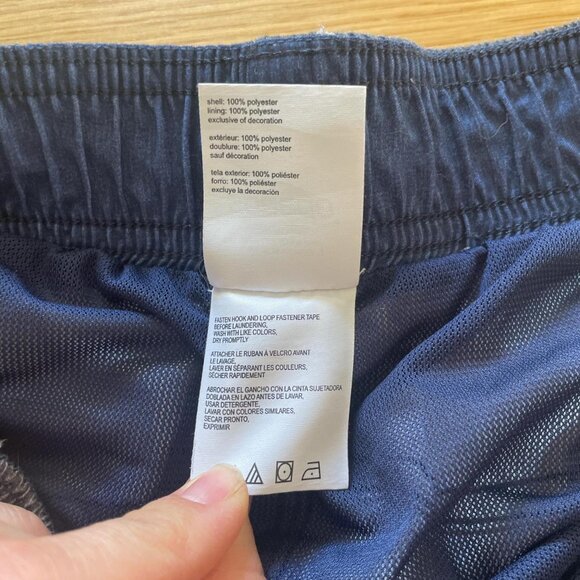 shell: 100% polyester
lining: 100% polyester
exclusive of decoration
extérieur: 100% polyester
doublure: 100% polyester
sauf décoration
tela exterior: 100% poliéster
forro: 100% poliéster
excluye la decoración
FASTEN HOOK AND LOOP FASTENER TAPE
BEFORE LAUNDERING,
WASH WITH LIKE COLORS,
DRY PROMPTLY
ATTACHER LE RUBAN À VELCRO AVANT
LE LAVAGE,
LAVER EN SÉPARANT LES COULEURS,
SÉCHER RAPIDEMENT
ABROCHAR EL GANCHO CON LA CINTA SUJETADORA
DOBLADA EN LAZO ANTES DE LAVAR,
USAR DETERGENTE,
LAVAR CON COLORES SIMILARES,
SECAR PRONTO,
EXPRIMIR